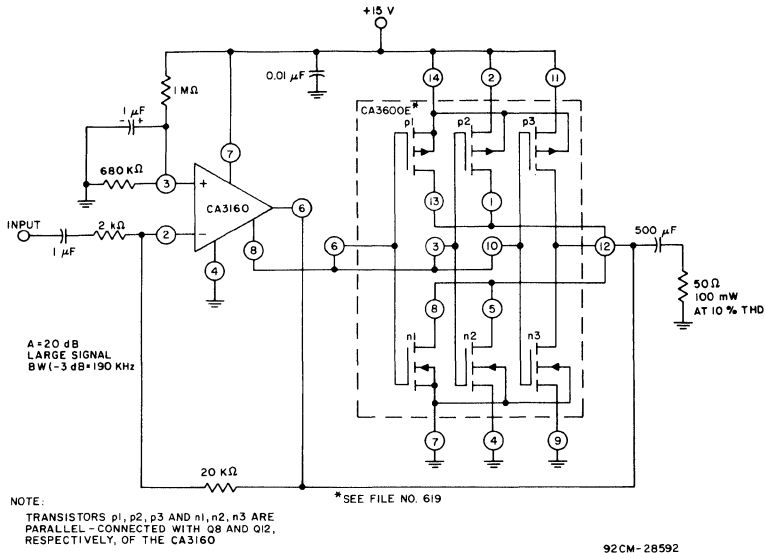 +15 V
14
2
11
0.01 µF
1 MΩ
CA3600E*
p1
p2
p3
1 µF
- +
7
680 KΩ
3
+
CA3160
6
13
1
500 µF
INPUT
2 kΩ
2
-
8
6
3
10
12
1 µF
4
50Ω
100 mW
AT 10 % THD
8
5
A = 20 dB
LARGE SIGNAL
BW(-3 dB = 190 KHz
n1
n2
n3
7
4
9
20 KΩ
*SEE FILE NO. 619
NOTE:
TRANSISTORS p1, p2, p3 AND n1, n2, n3 ARE
PARALLEL-CONNECTED WITH Q8 AND Q12,
RESPECTIVELY, OF THE CA3160
92CM-28592